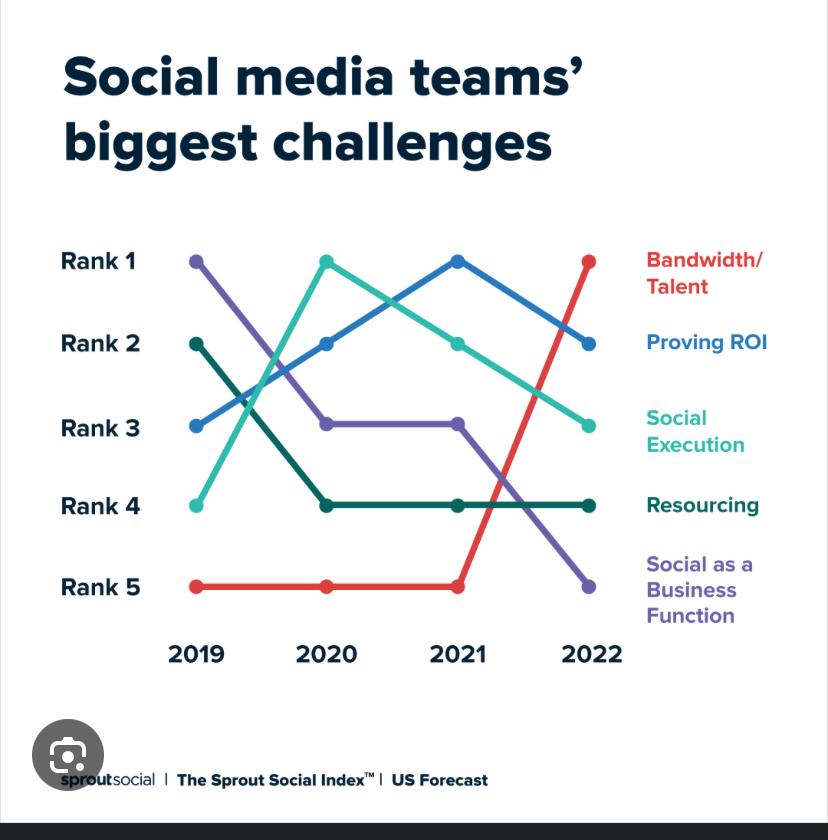 Social media teams’
biggest challenges
Rank 1
Rank 2
Rank 3
Rank 4
Rank 5
Bandwidth/
Talent
Proving ROI
Social
Execution
Resourcing
Social as a
Business
Function
2019 2020 2021 2022
sproutsocial | The Sprout Social Index™ | US Forecast